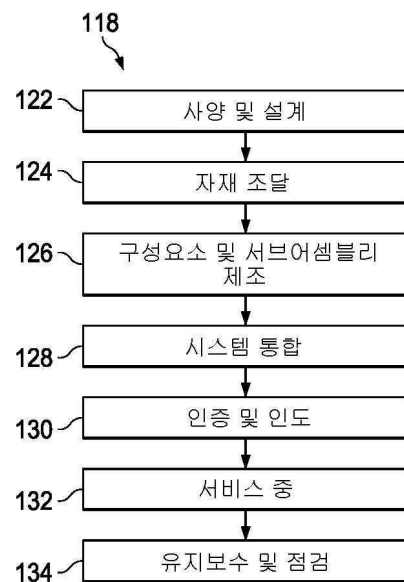 118
122
사양 및 설계
124
자재 조달
126
구성요소 및 서브어셈블리
제조
128
시스템 통합
130
인증 및 인도
132
서비스 중
134
유지보수 및 점검